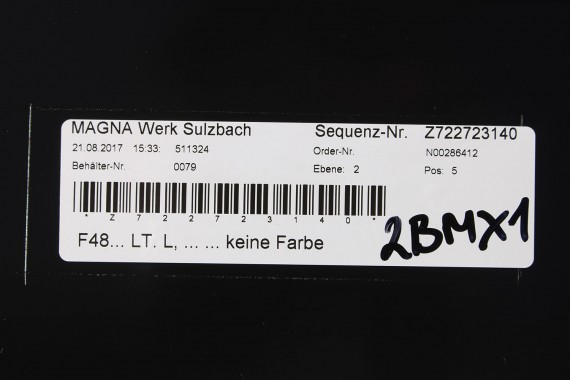 MAGNA Werk Sulzbach Sequenz-Nr. Z722723140
21.08.2017 15:33: 511324 Order-Nr. N00286412
Behälter-Nr. 0079 Ebene: 2 Pos: 5
* Z 7 2 2 7 2 3 1 4 0 *
F48... LT. L, ... ... keine Farbe
2BMX1